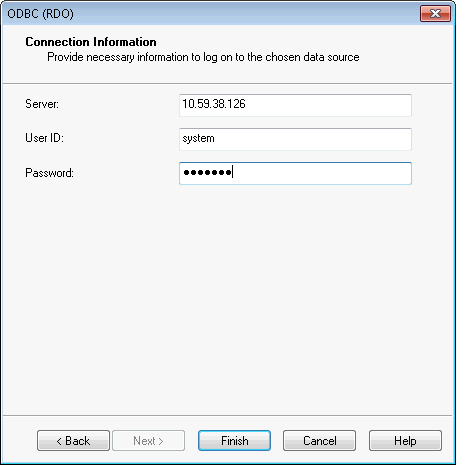 ODBC (RDO)
Connection Information
Provide necessary information to log on to the chosen data source
Server: 10.59.38.126
User ID: system
Password: ●●●●●●●
< Back Next > Finish Cancel Help